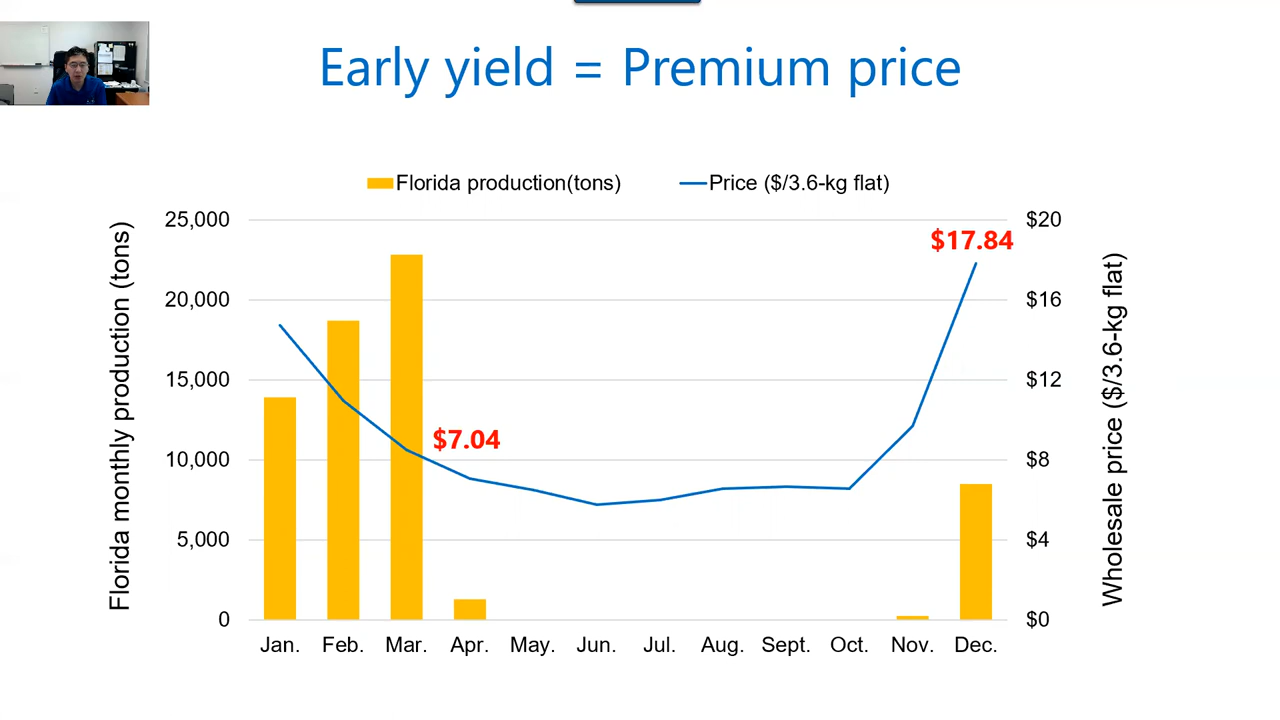 Early yield = Premium price
Florida production(tons)
Price ($/3.6-kg flat)
Florida monthly production (tons)
25,000
20,000
15,000
10,000
5,000
0
$17.84
$7.04
$20
$16
$12
$8
$4
$0
Wholesale price ($/3.6-kg flat)
Jan. Feb. Mar. Apr. May. Jun. Jul. Aug. Sept. Oct. Nov. Dec.